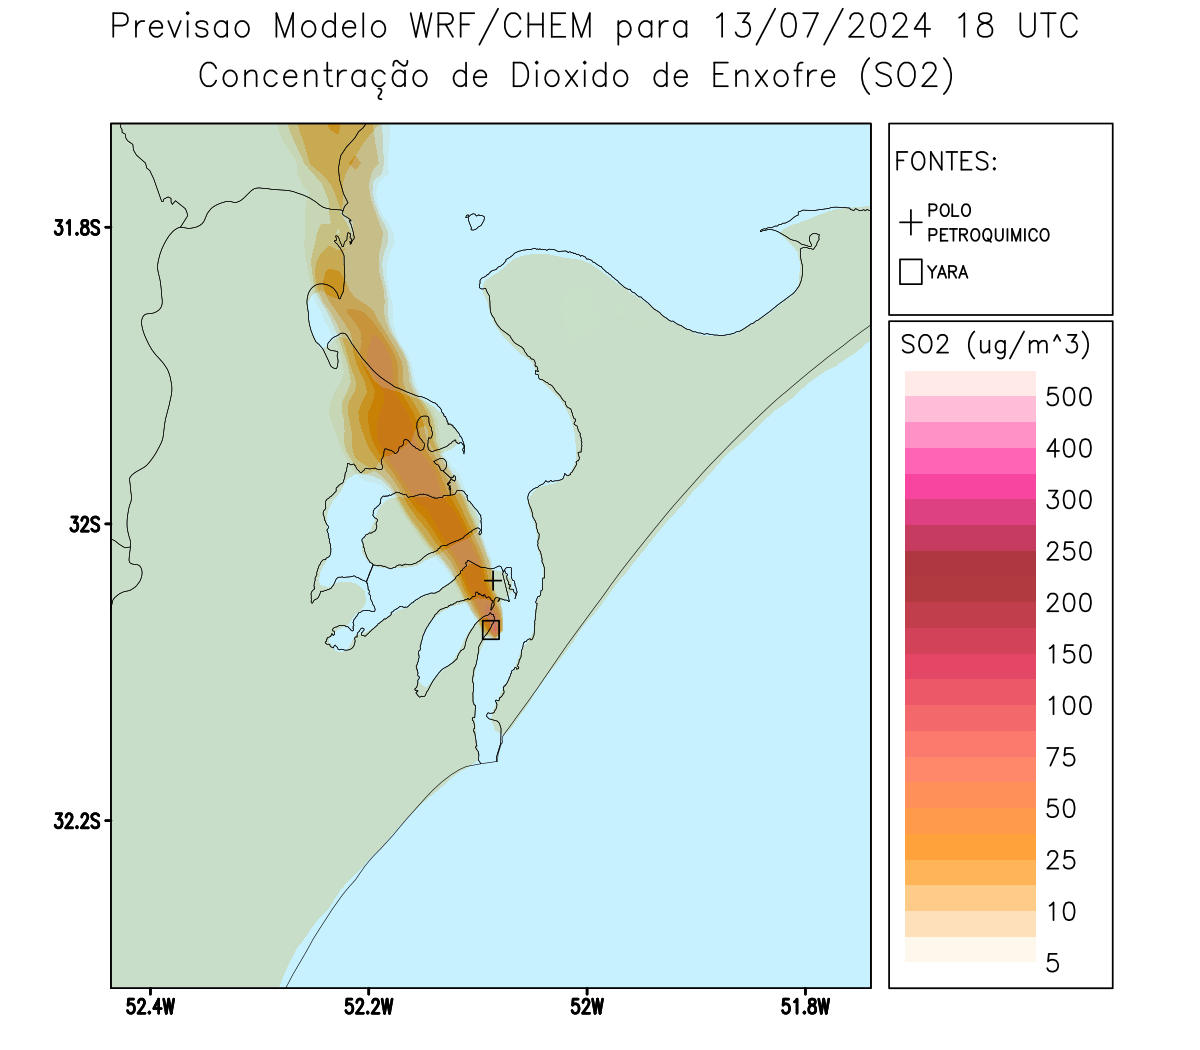 Previsao Modelo WRF/CHEM para 13/07/2024 18 UTC
Concentração de Dioxido de Enxofre (SO2)
FONTES:
POLO
PETROQUIMICO
YARA
SO2 (ug/m^3)
500
400
300
250
200
150
100
75
50
25
10
5
31.8S
32S
32.2S
52.4W
52.2W
52W
51.8W